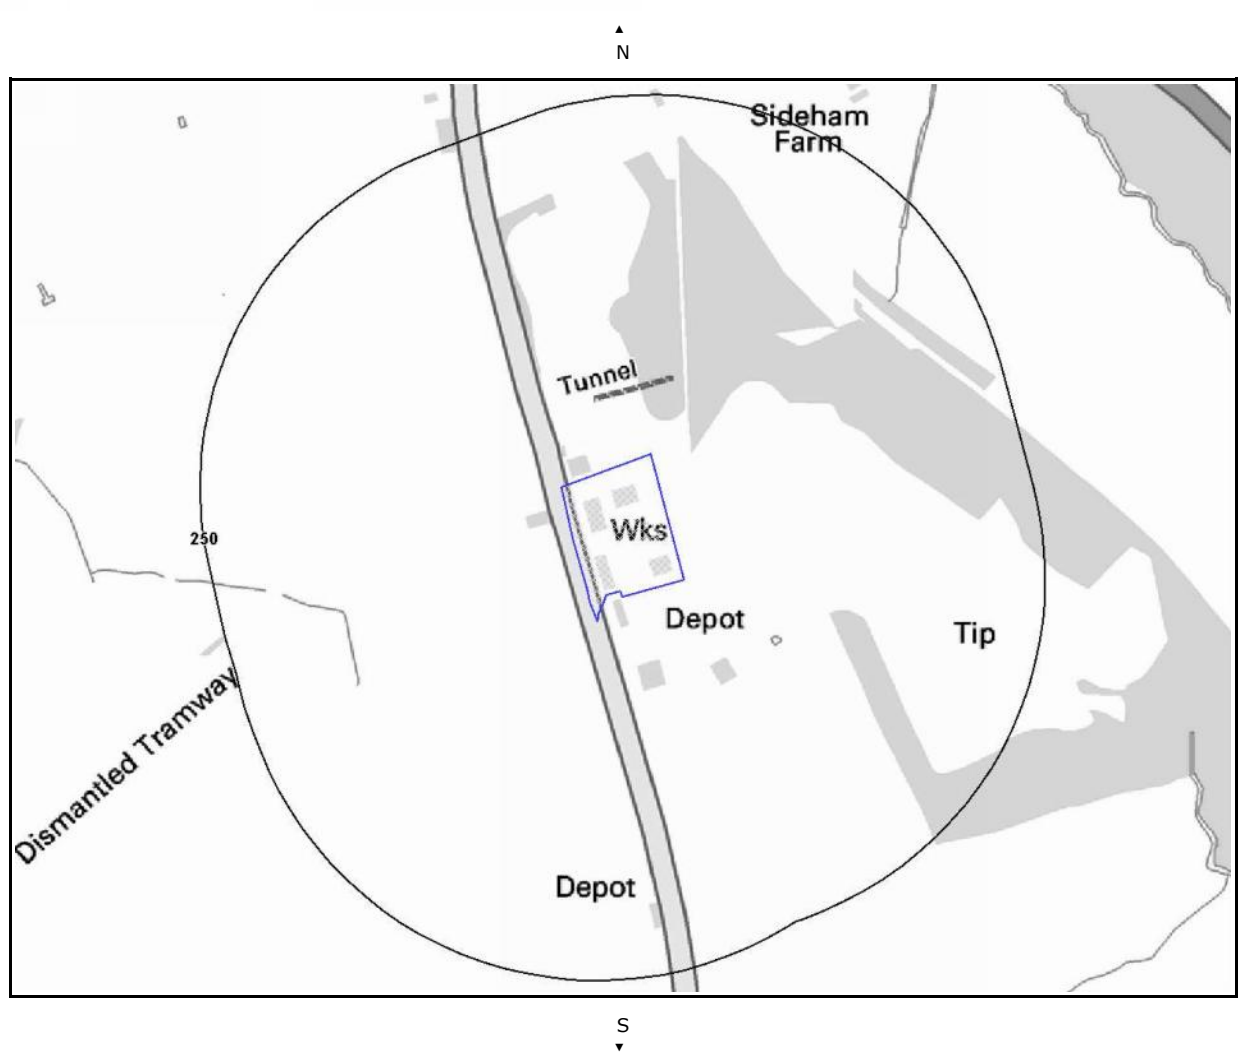 ▲
N
Sideham
Farm
Tunnel
Wks
250
Depot
Tip
Dismantled Tramway
Depot
S
▼